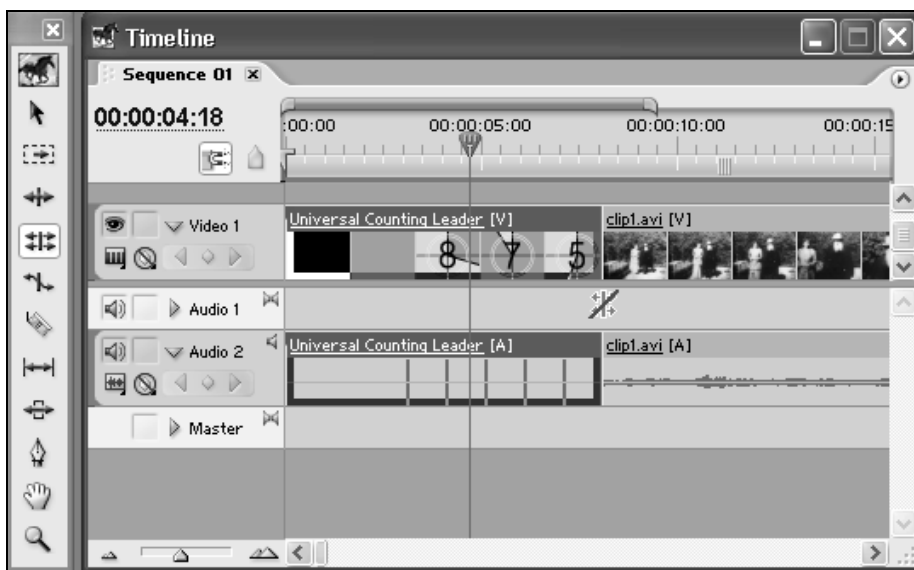 Timeline
Sequence 01
00:00:04:18
:00:00 00:00:05:00 00:00:10:00 00:00:15
Video 1 Universal Counting Leader [V] clip1.avi [V]
8 7 5
Audio 1
Audio 2 Universal Counting Leader [A] clip1.avi [A]
Master